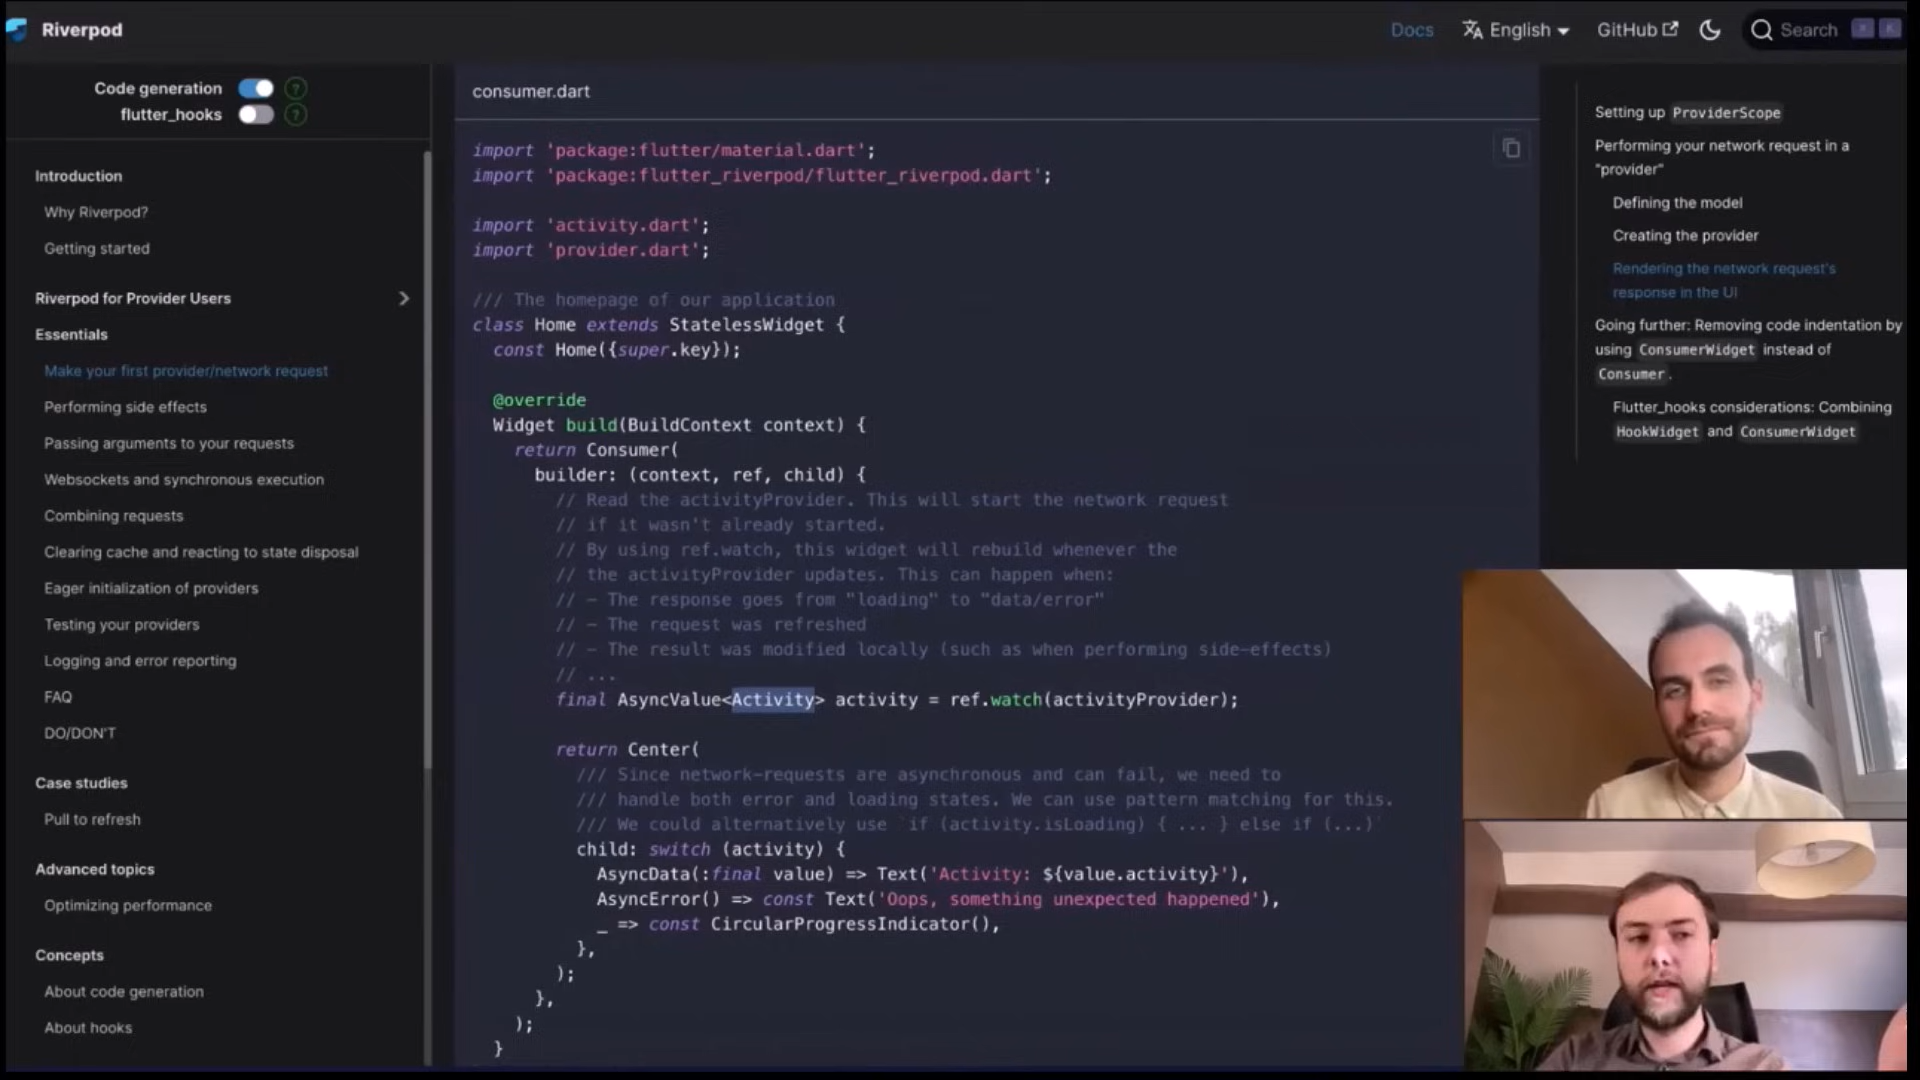 Riverpod
Docs
English
GitHub
Search
K
Code generation
?
flutter_hooks
?
Introduction
Why Riverpod?
Getting started
Riverpod for Provider Users
Essentials
Make your first provider/network request
Performing side effects
Passing arguments to your requests
Websockets and synchronous execution
Combining requests
Clearing cache and reacting to state disposal
Eager initialization of providers
Testing your providers
Logging and error reporting
FAQ
DO/DON'T
Case studies
Pull to refresh
Advanced topics
Optimizing performance
Concepts
About code generation
About hooks
consumer.dart
import 'package:flutter/material.dart';
import 'package:flutter_riverpod/flutter_riverpod.dart';
import 'activity.dart';
import 'provider.dart';
/// The homepage of our application
class Home extends StatelessWidget {
const Home({super.key});
@override
Widget build(BuildContext context) {
return Consumer(
builder: (context, ref, child) {
// Read the activityProvider. This will start the network request
// if it wasn't already started.
// By using ref.watch, this widget will rebuild whenever the
// the activityProvider updates. This can happen when:
// - The response goes from "loading" to "data/error"
// - The request was refreshed
// - The result was modified locally (such as when performing side-effects)
// ...
final AsyncValue<Activity> activity = ref.watch(activityProvider);
return Center(
/// Since network-requests are asynchronous and can fail, we need to
/// handle both error and loading states. We can use pattern matching for this.
/// We could alternatively use `if (activity.isLoading) { ... } else if (...)`
child: switch (activity) {
AsyncData(:final value) => Text('Activity: ${value.activity}'),
AsyncError() => const Text('Oops, something unexpected happened'),
_ => const CircularProgressIndicator(),
},
);
},
);
}
Setting up ProviderScope
Performing your network request in a
"provider"
Defining the model
Creating the provider
Rendering the network request's
response in the UI
Going further: Removing code indentation by
using ConsumerWidget instead of
Consumer.
Flutter_hooks considerations: Combining
HookWidget and ConsumerWidget